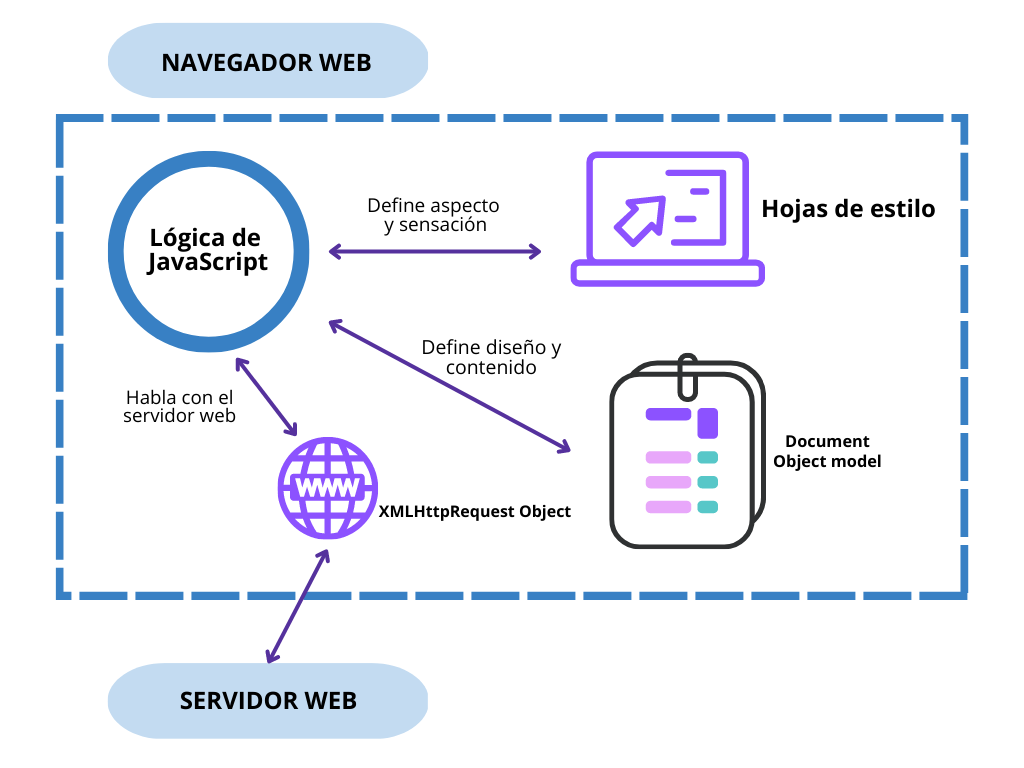 NAVEGADOR WEB
Lógica de
JavaScript
Define aspecto
y sensación
Hojas de estilo
Define diseño y
contenido
Habla con el
servidor web
Document
Object model
WWW
XMLHttpRequest Object
SERVIDOR WEB